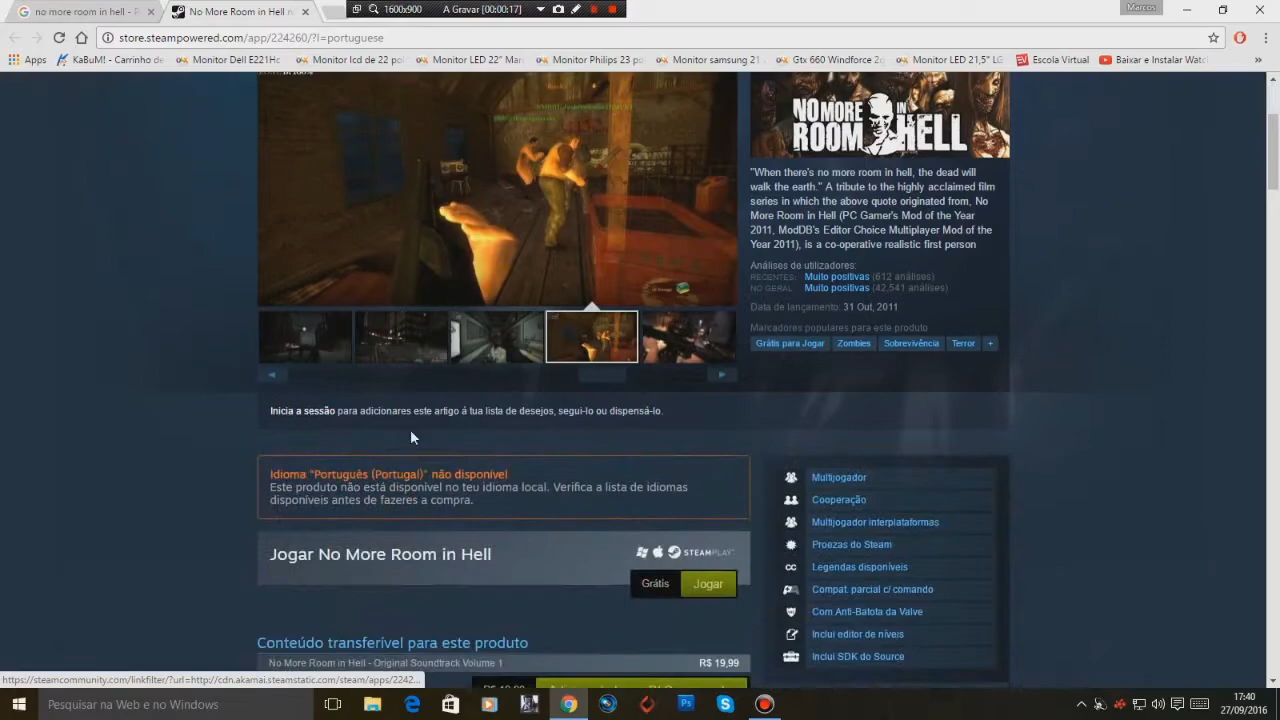 no more room in hell - P
No More Room in Hell n
1600x900
A Gravar [00:00:17]
Marcos
store.steampowered.com/app/224260/?l=portuguese
Apps
KaBuM! - Carrinho de
Monitor Dell E221Hc
Monitor lcd de 22 pol
Monitor LED 22" Mar
Monitor Philips 23 po
Monitor samsung 21
Gtx 660 Windforce 2g
Monitor LED 21,5" LG
Escola Virtual
Baixar e Instalar Watc
»
NO MORE
ROOM IN HELL
"When there's no more room in hell, the dead will
walk the earth." A tribute to the highly acclaimed film
series in which the above quote originated from, No
More Room in Hell (PC Gamer's Mod of the Year
2011, ModDB's Editor Choice Multiplayer Mod of the
Year 2011), is a co-operative realistic first person
Análises de utilizadores:
RECENTES: Muito positivas (612 análises)
NO GERAL: Muito positivas (42,541 análises)
Data de lançamento: 31 Out, 2011
Marcadores populares para este produto
Grátis para Jogar
Zombies
Sobrevivência
Terror
+
Inicia a sessão para adicionares este artigo á tua lista de desejos, segui-lo ou dispensá-lo.
Idioma "Português (Portugal)" não disponível
Este produto não está disponível no teu idioma local. Verifica a lista de idiomas
disponíveis antes de fazeres a compra.
Jogar No More Room in Hell
STEAMPLAY
Grátis
Jogar
Multijogador
Cooperação
Multijogador interplataformas
Proezas do Steam
CC Legendas disponíveis
Compat. parcial c/ comando
Com Anti-Batota da Valve
Inclui editor de níveis
Inclui SDK do Source
Conteúdo transferível para este produto
No More Room in Hell - Original Soundtrack Volume 1
R$ 19,99
https://steamcommunity.com/linkfilter/?url=http://cdn.akamai.steamstatic.com/steam/apps/2242...
Pesquisar na Web e no Windows
17:40
27/09/2016